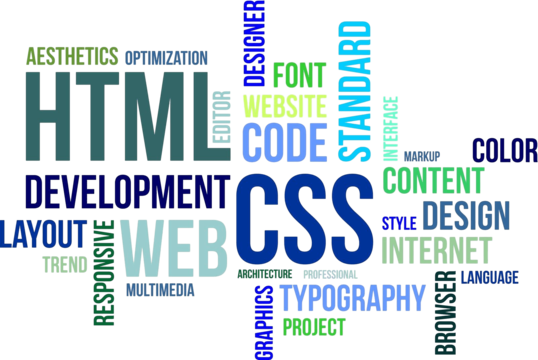 AESTHETICS
OPTIMIZATION
DESIGNER
FONT
STANDARD
HTML
EDITOR
WEBSITE
INTERFACE
CODE
MARKUP
COLOR
DEVELOPMENT
CSS
CONTENT
LAYOUT
RESPONSIVE
WEB
STYLE
DESIGN
TREND
INTERNET
MULTIMEDIA
ARCHITECTURE
PROFESSIONAL
BROWSER
LANGUAGE
GRAPHICS
TYPOGRAPHY
PROJECT